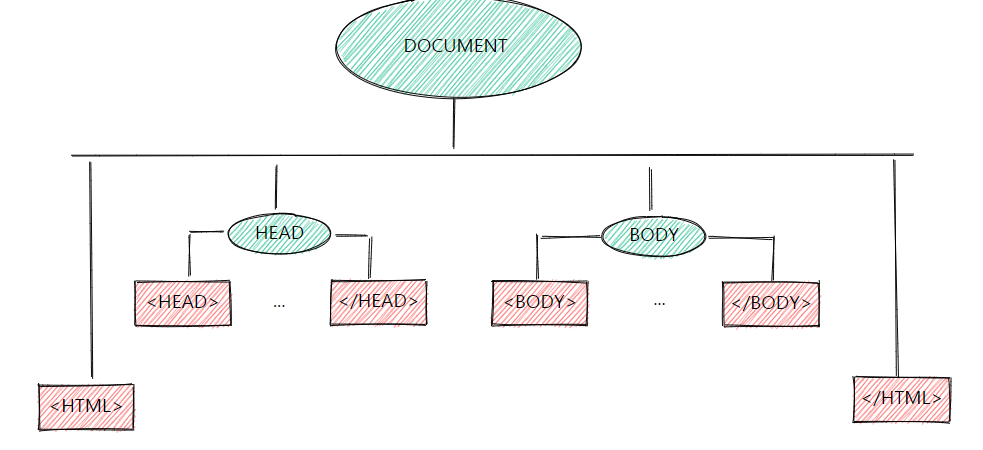 DOCUMENT
HEAD
BODY
<HEAD>
...
</HEAD>
<BODY>
...
</BODY>
<HTML>
</HTML>